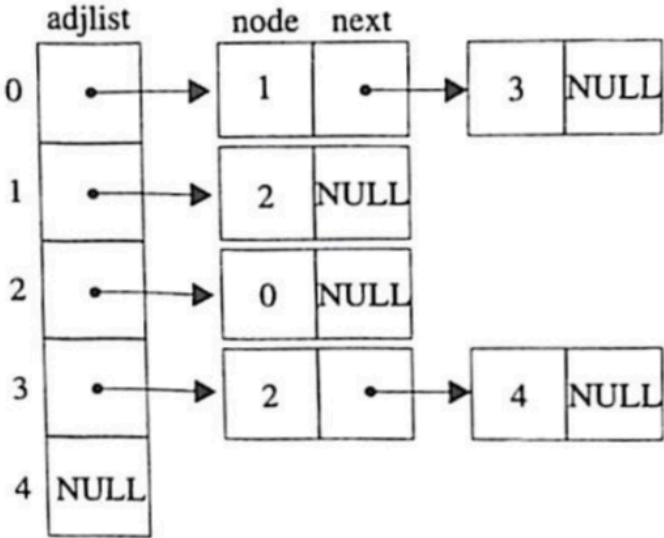 adjlist node next
0 1 3 NULL
1 2 NULL
2 0 NULL
3 2 4 NULL
4 NULL